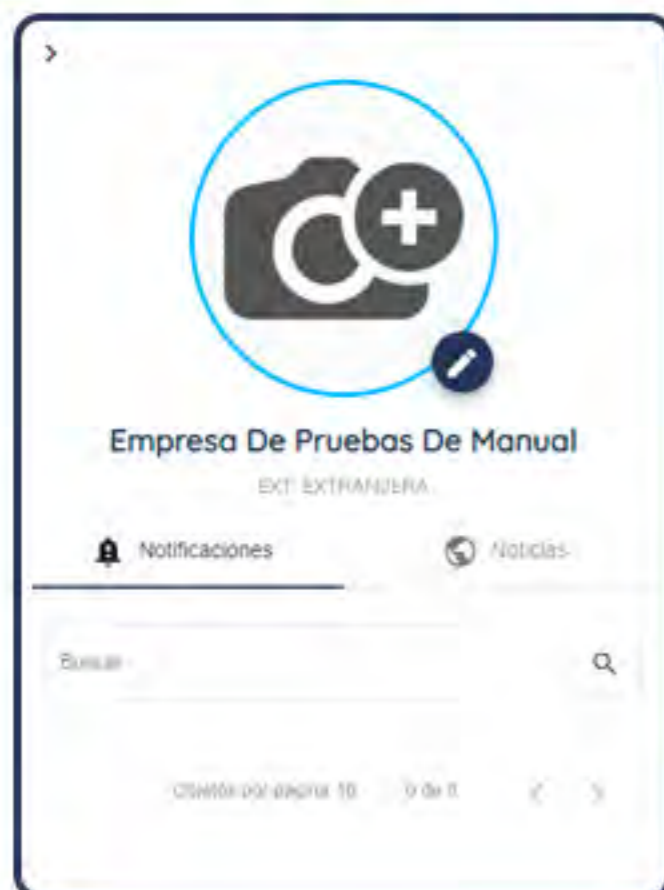 Empresa De Pruebas De Manual
EXT: EXTRANJERA
Notificaciones
Noticias
Buscar
Objetos por página 10
0 de 0